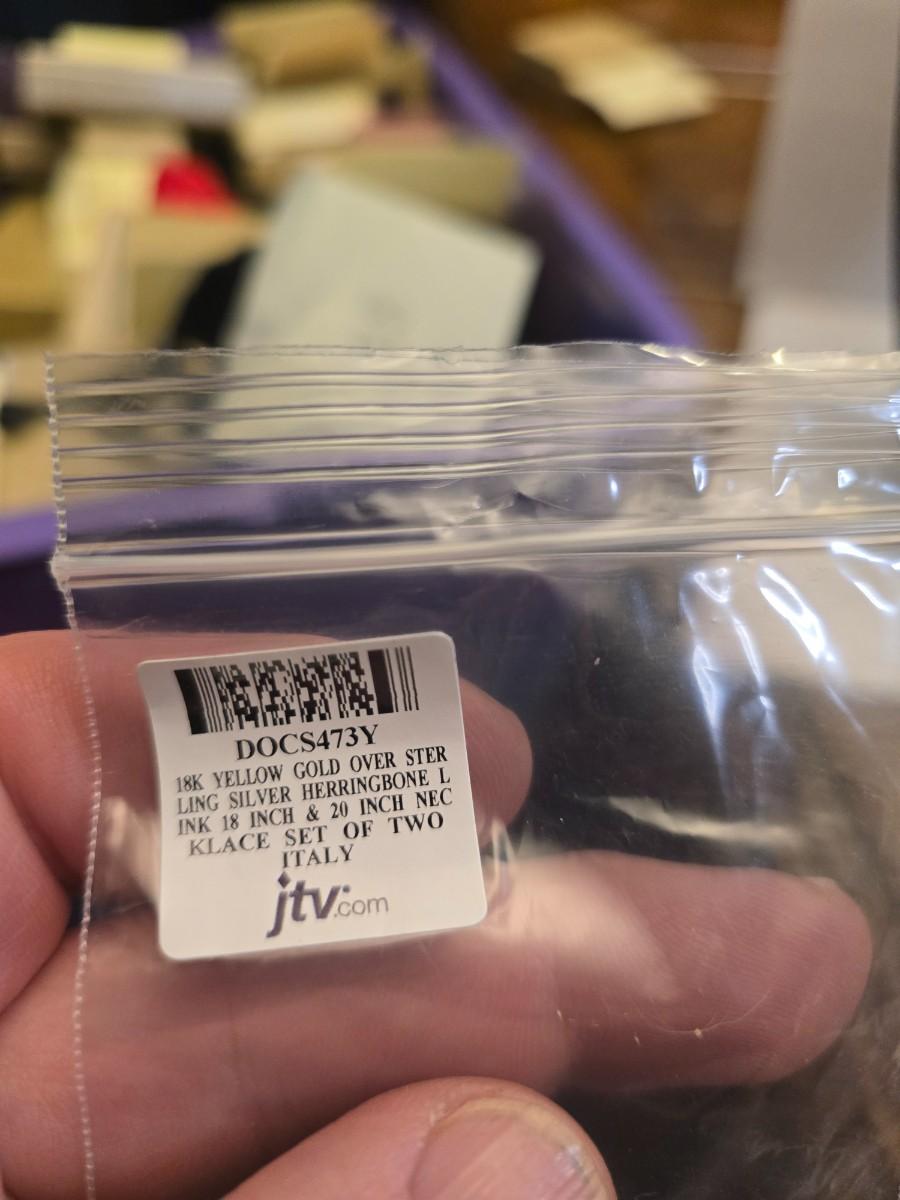 DOCS473Y
18K YELLOW GOLD OVER STER
LING SILVER HERRINGBONE L
INK 18 INCH & 20 INCH NEC
KLACE SET OF TWO
ITALY
jtv.com